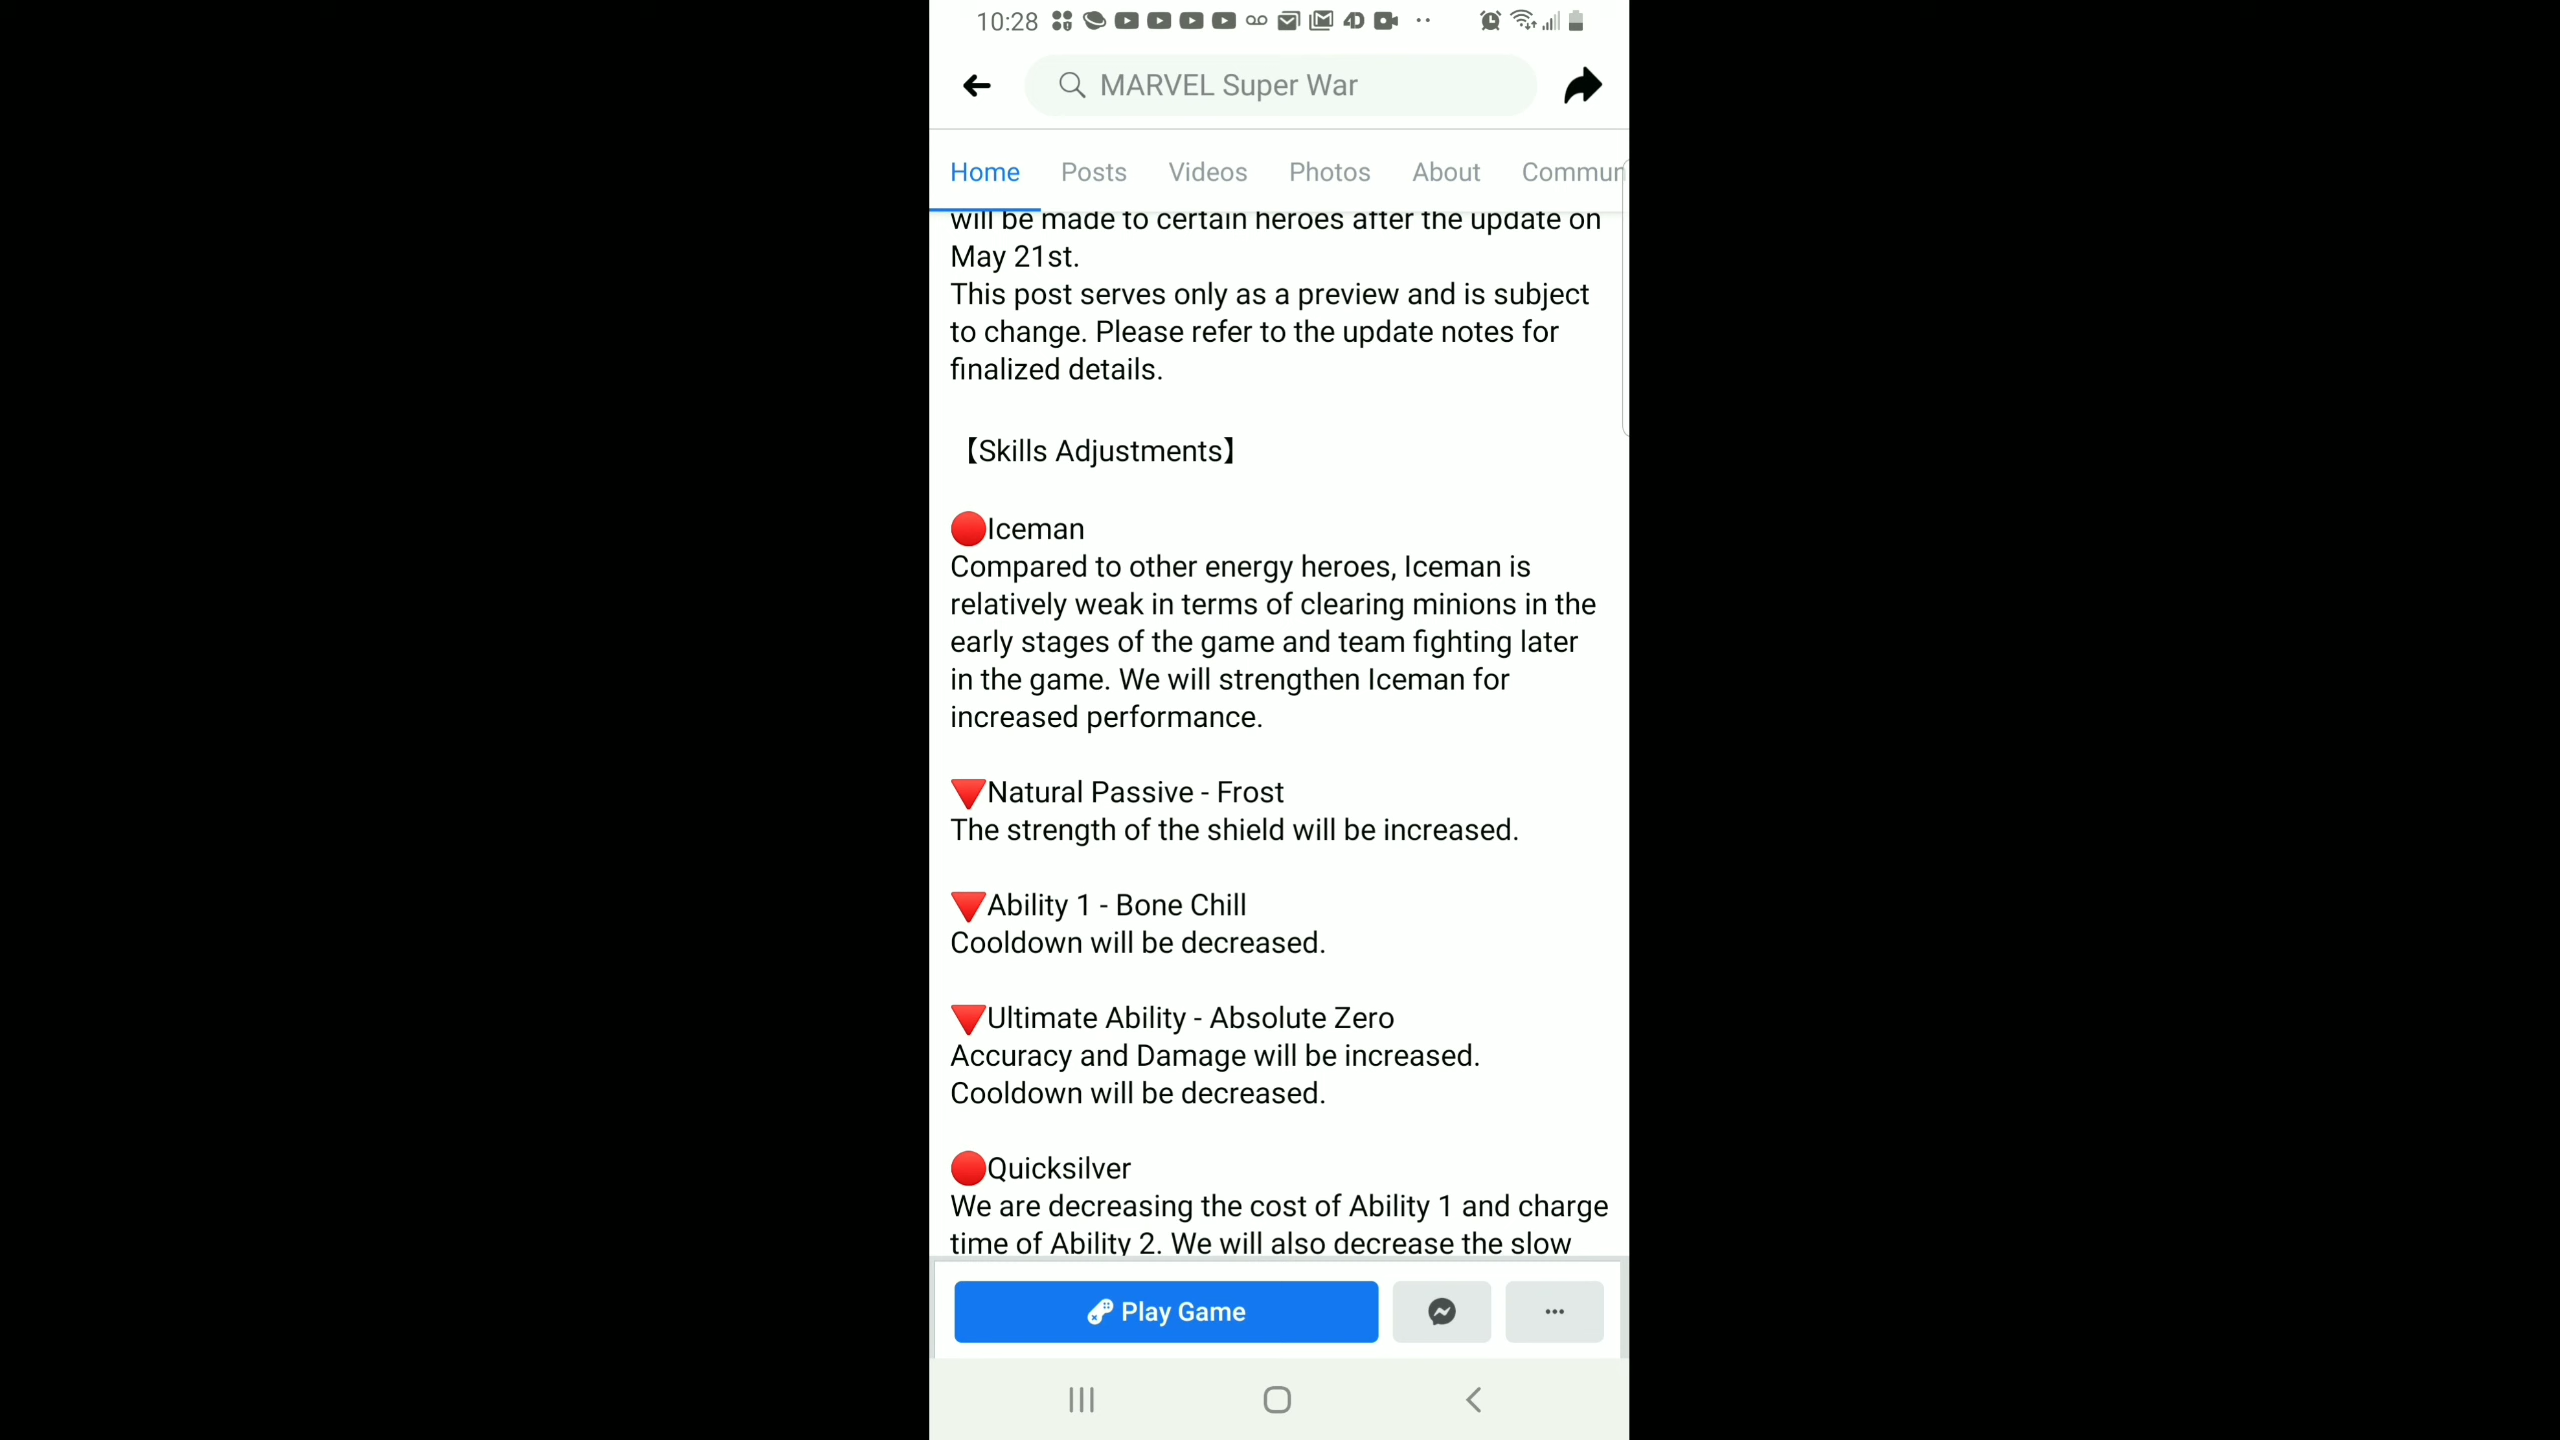 10:28
MARVEL Super War
Home Posts Videos Photos About Commun
will be made to certain heroes after the update on
May 21st.
This post serves only as a preview and is subject
to change. Please refer to the update notes for
finalized details.
【Skills Adjustments】
🔴Iceman
Compared to other energy heroes, Iceman is
relatively weak in terms of clearing minions in the
early stages of the game and team fighting later
in the game. We will strengthen Iceman for
increased performance.
🔻Natural Passive - Frost
The strength of the shield will be increased.
🔻Ability 1 - Bone Chill
Cooldown will be decreased.
🔻Ultimate Ability - Absolute Zero
Accuracy and Damage will be increased.
Cooldown will be decreased.
🔴Quicksilver
We are decreasing the cost of Ability 1 and charge
time of Ability 2. We will also decrease the slow
Play Game